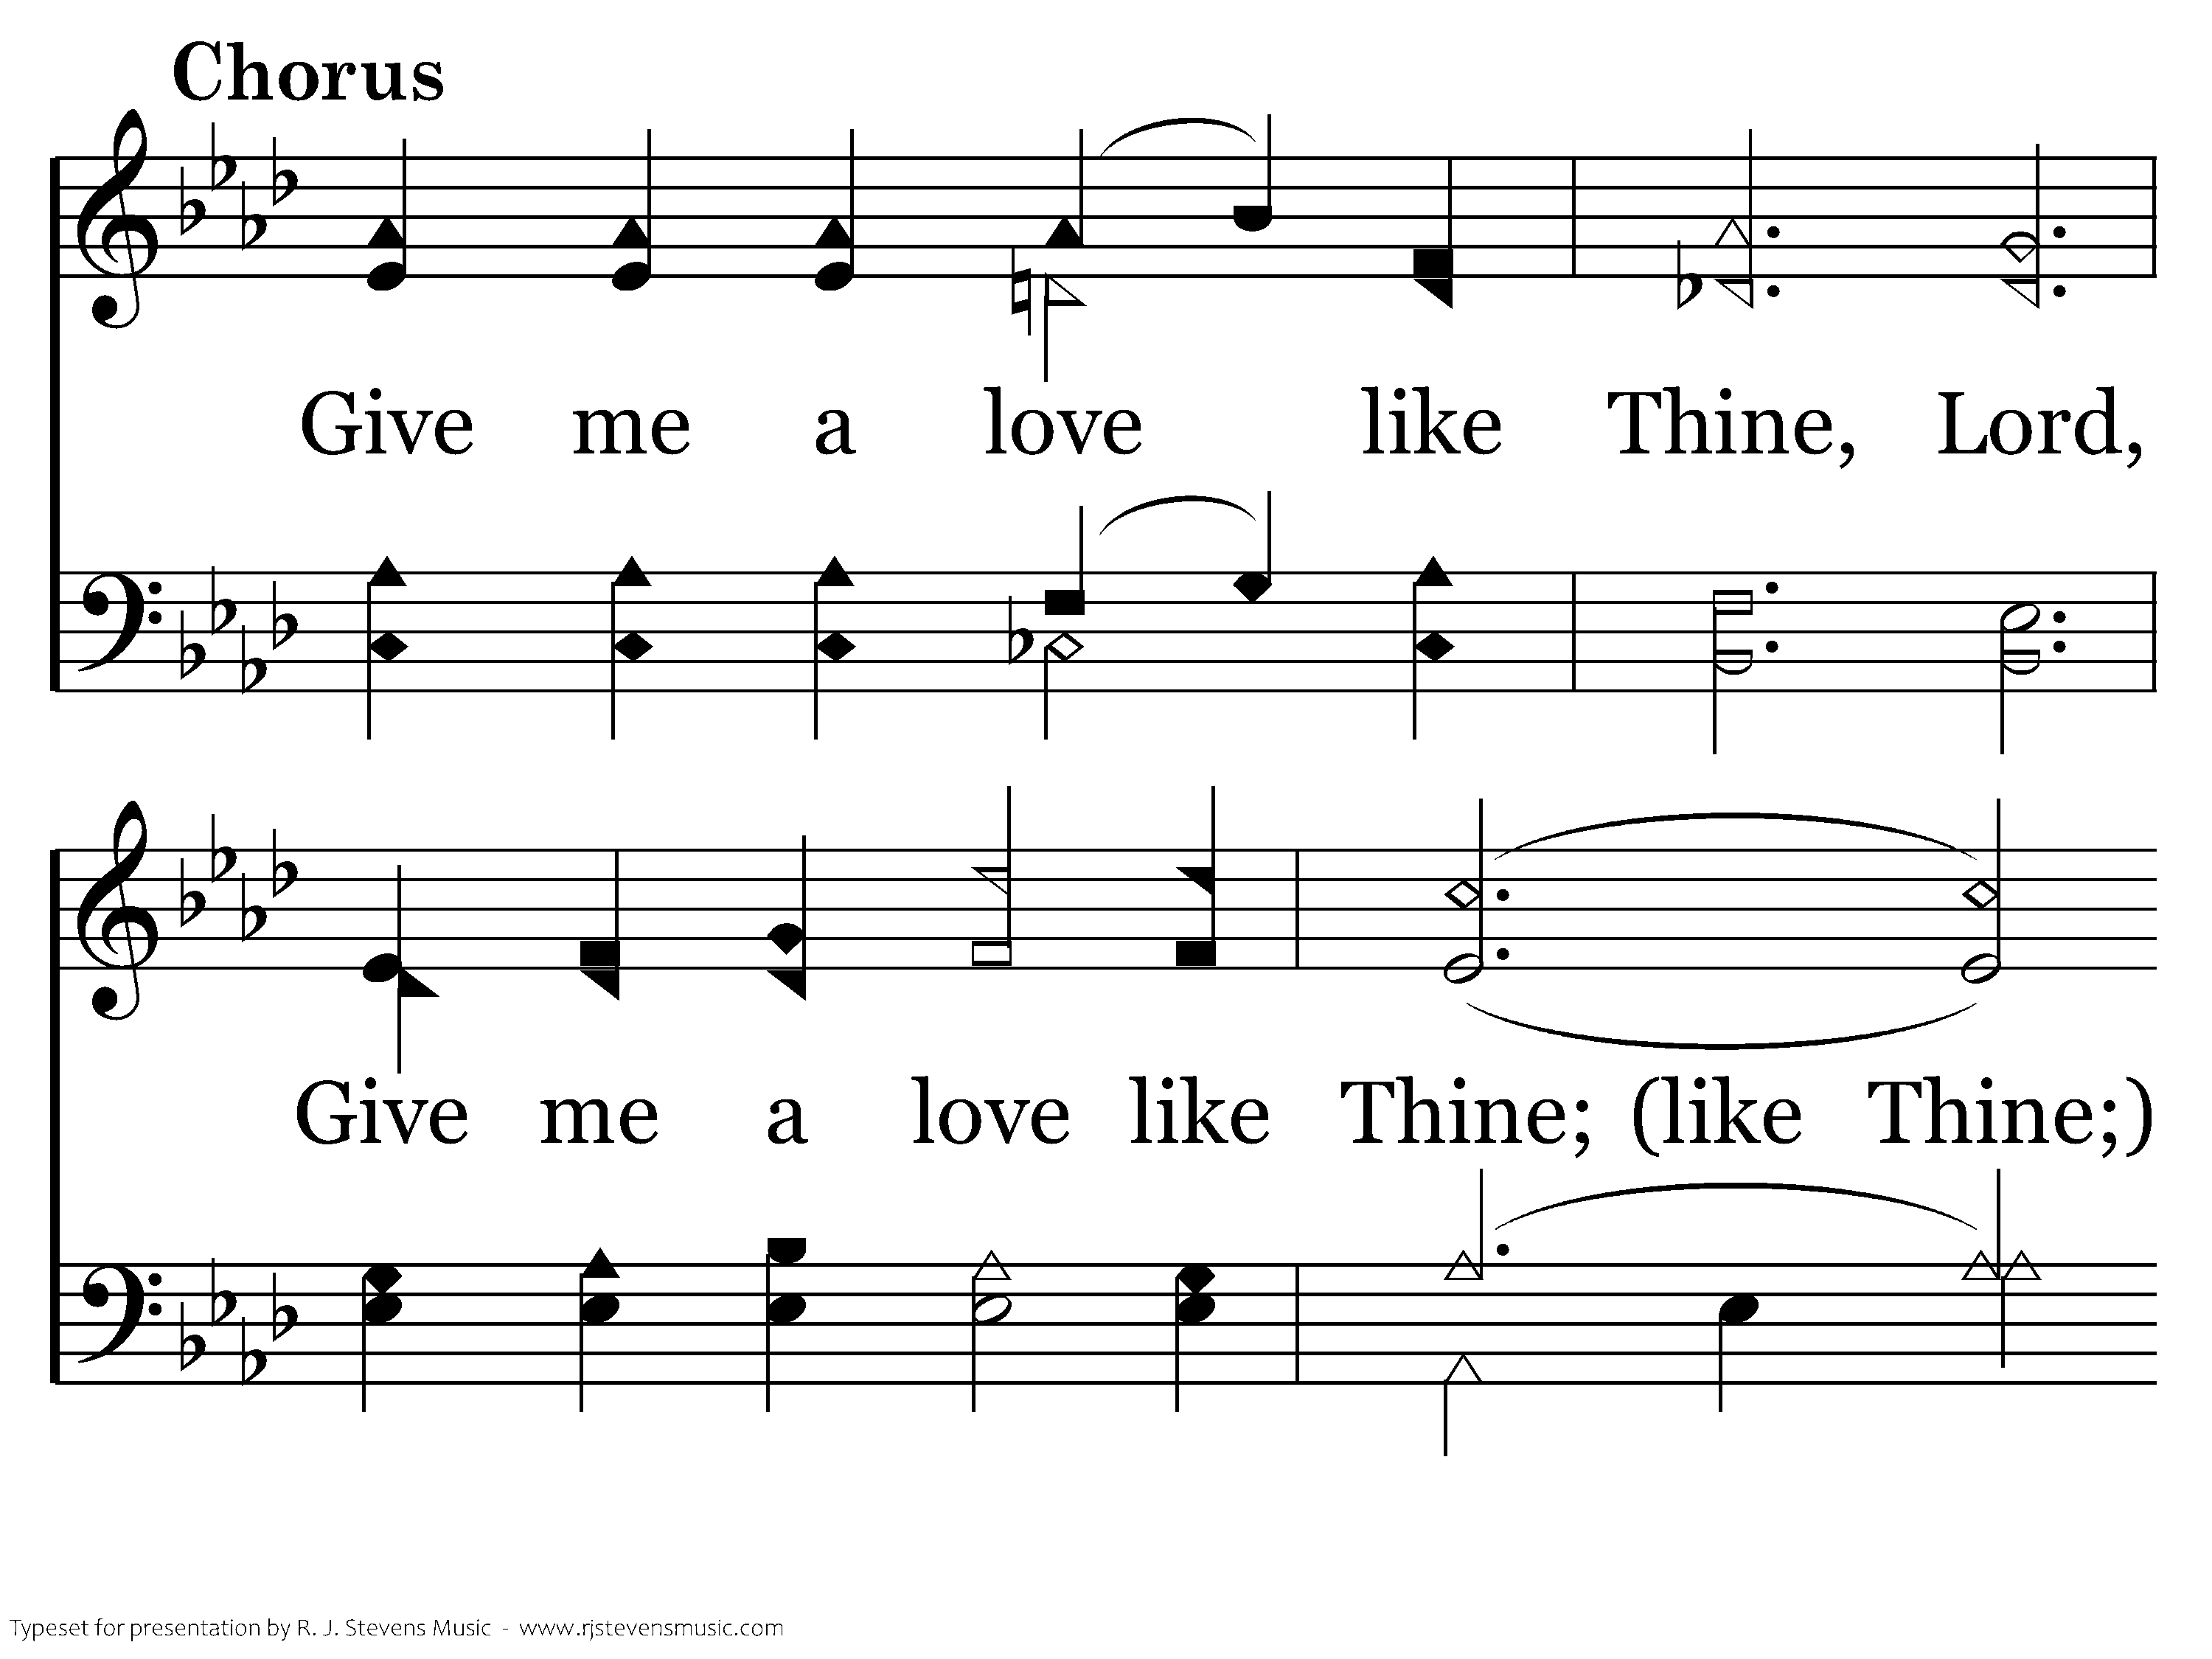 Chorus
Give me a love like Thine, Lord,
Give me a love like Thine; (like Thine;)
Typeset for presentation by R. J. Stevens Music - www.rjstevensmusic.com